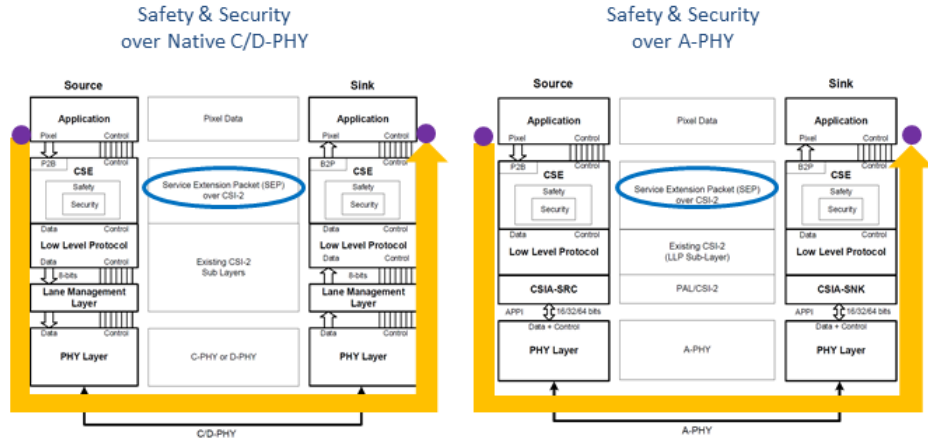 Safety & Security
over Native C/D-PHY
Source
Sink
Application
Pixel
Control
Pixel Data
Application
Pixel
Control
P2B
Control
CSE
Safety
Security
Service Extension Packet (SEP)
over CSI-2
B2P
Control
CSE
Safety
Security
Data
Control
Low Level Protocol
8-bits
Lane Management
Layer
Existing CSI-2
Sub Layers
Data
Control
Low Level Protocol
8-bits
Lane Management
Layer
Data
Control
PHY Layer
C-PHY or D-PHY
Data
Control
PHY Layer
C/D-PHY
Safety & Security
over A-PHY
Source
Sink
Application
Pixel
Control
Pixel Data
Application
Pixel
Control
P2B
Control
CSE
Safety
Security
Service Extension Packet (SEP)
over CSI-2
B2P
Control
CSE
Safety
Security
Data
Control
Low Level Protocol
Existing CSI-2
(LLP Sub-Layer)
Data
Control
Low Level Protocol
CSIA-SRC
PAL/CSI-2
CSIA-SNK
APPI
16/32/64 bits
APPI
16/32/64 bits
Data + Control
PHY Layer
A-PHY
Data + Control
PHY Layer
A-PHY